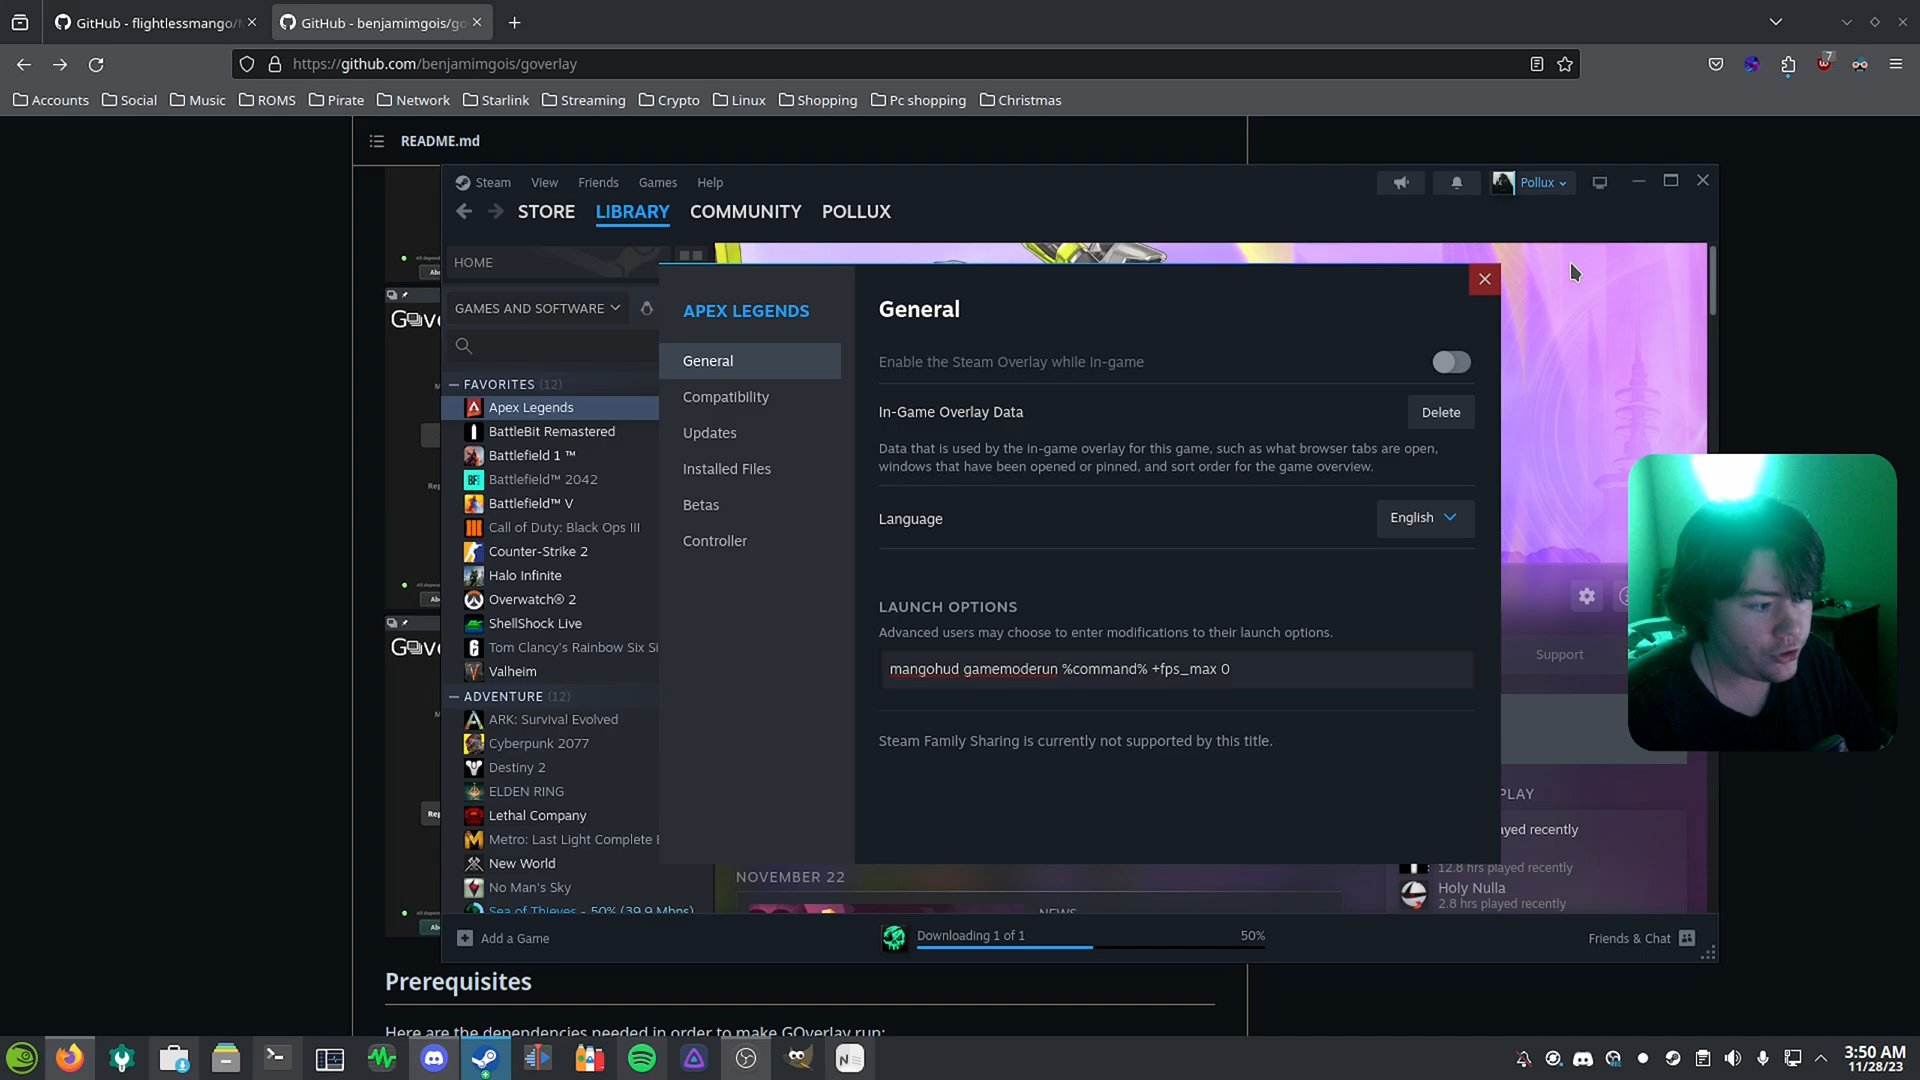 GitHub - flightlessmango/
GitHub - benjamimgois/go
https://github.com/benjamimgois/goverlay
7
Accounts
Social
Music
ROMS
Pirate
Network
Starlink
Streaming
Crypto
Linux
Shopping
Pc shopping
Christmas
README.md
Steam View Friends Games Help
Pollux
STORE LIBRARY COMMUNITY POLLUX
HOME
GAMES AND SOFTWARE
FAVORITES (12)
Apex Legends
BattleBit Remastered
Battlefield 1 ™
Battlefield™ 2042
Battlefield™ V
Call of Duty: Black Ops III
Counter-Strike 2
Halo Infinite
Overwatch® 2
ShellShock Live
Tom Clancy's Rainbow Six Si
Valheim
ADVENTURE (12)
ARK: Survival Evolved
Cyberpunk 2077
Destiny 2
ELDEN RING
Lethal Company
Metro: Last Light Complete E
New World
No Man's Sky
Sea of Thieves - 50% (39.9 Mbps)
APEX LEGENDS
General
Compatibility
Updates
Installed Files
Betas
Controller
General
Enable the Steam Overlay while in-game
In-Game Overlay Data
Delete
Data that is used by the in-game overlay for this game, such as what browser tabs are open,
windows that have been opened or pinned, and sort order for the game overview.
Language
English
LAUNCH OPTIONS
Advanced users may choose to enter modifications to their launch options.
mangohud gamemoderun %command% +fps_max 0
Steam Family Sharing is currently not supported by this title.
Support
PLAY
ayed recently
12.8 hrs played recently
Holy Nulla
2.8 hrs played recently
NOVEMBER 22
NEWS
Add a Game
Downloading 1 of 1
50%
Friends & Chat
Prerequisites
Here are the dependencies needed in order to make GOverlay run:
3:50 AM
11/28/23